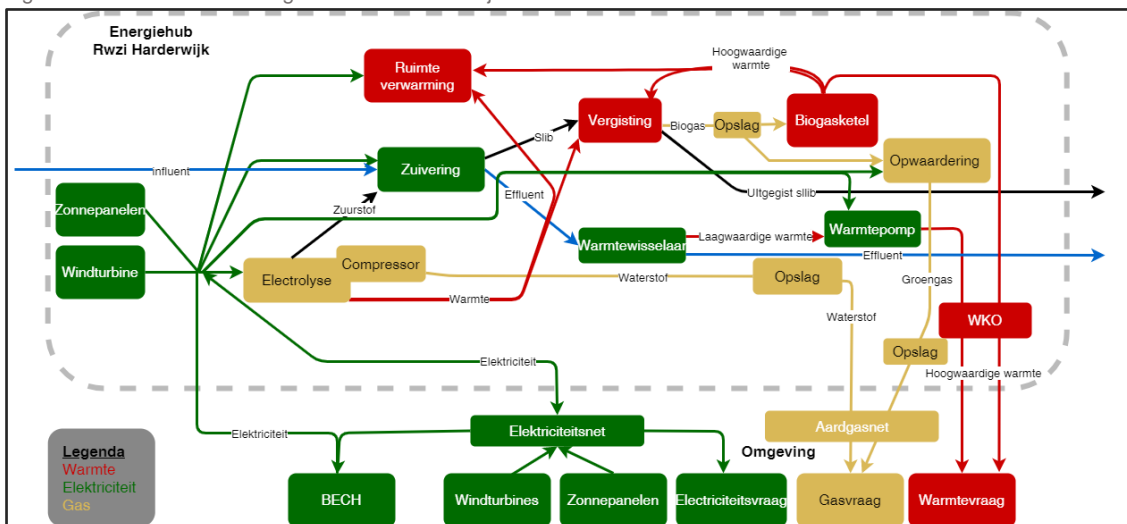 Energiehub
Rwzi Harderwijk
Hoogwaardige
warmte
Ruimte
verwarming
Vergisting
Biogas
Opslag
Biogasketel
Slib
Opwaardering
Influent
Zuivering
Effluent
Uitgegist sllib
Zonnepanelen
Zuurstof
Warmtepomp
Warmtewisselaar
Laagwaardige warmte
Effluent
Windturbine
Electrolyse
Compressor
Waterstof
Opslag
Groengas
Warmte
Waterstof
WKO
Opslag
Elektriciteit
Hoogwaardige warmte
Elektriciteit
Elektriciteitsnet
Aardgasnet
Omgeving
Legenda
Warmte
Elektriciteit
Gas
BECH
Windturbines
Zonnepanelen
Electriciteitsvraag
Gasvraag
Warmtevraag